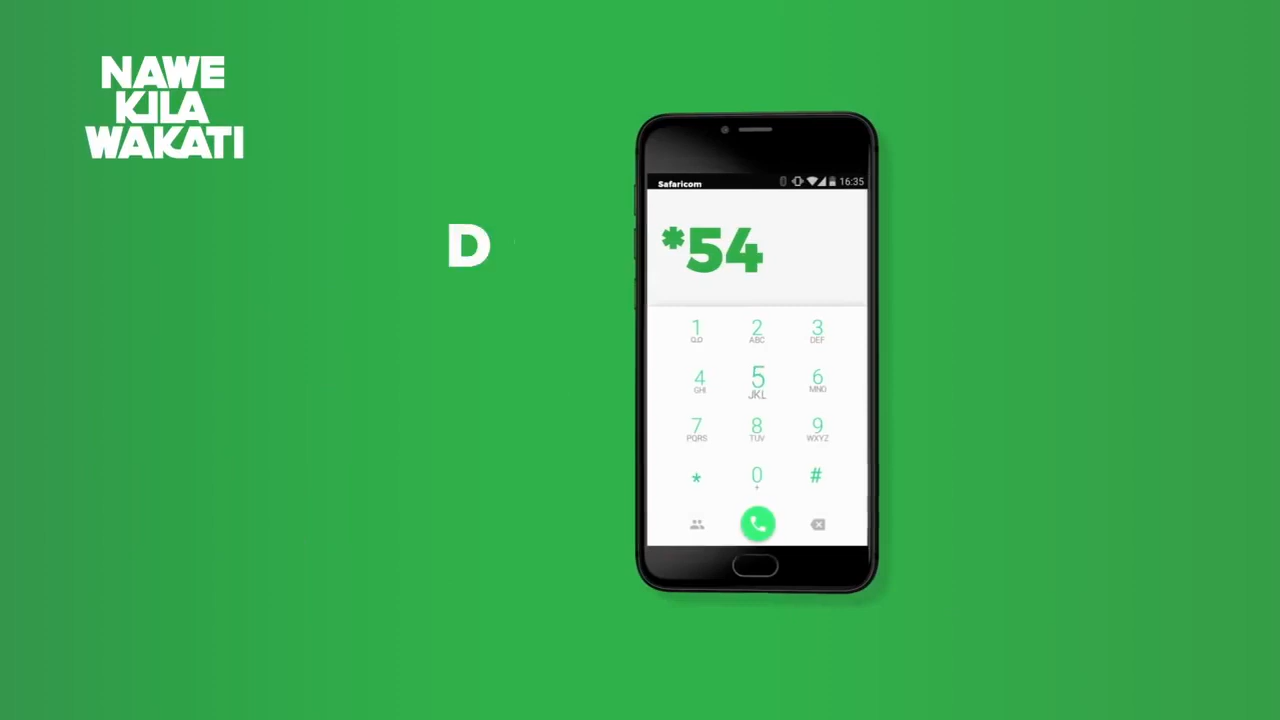 NAWE
KILA
WAKATI
D
Safaricom 16:35
*54
1 2 3
ABC DEF
4 5 6
GHI JKL MNO
7 8 9
PQRS TUV WXYZ
* 0 #
+